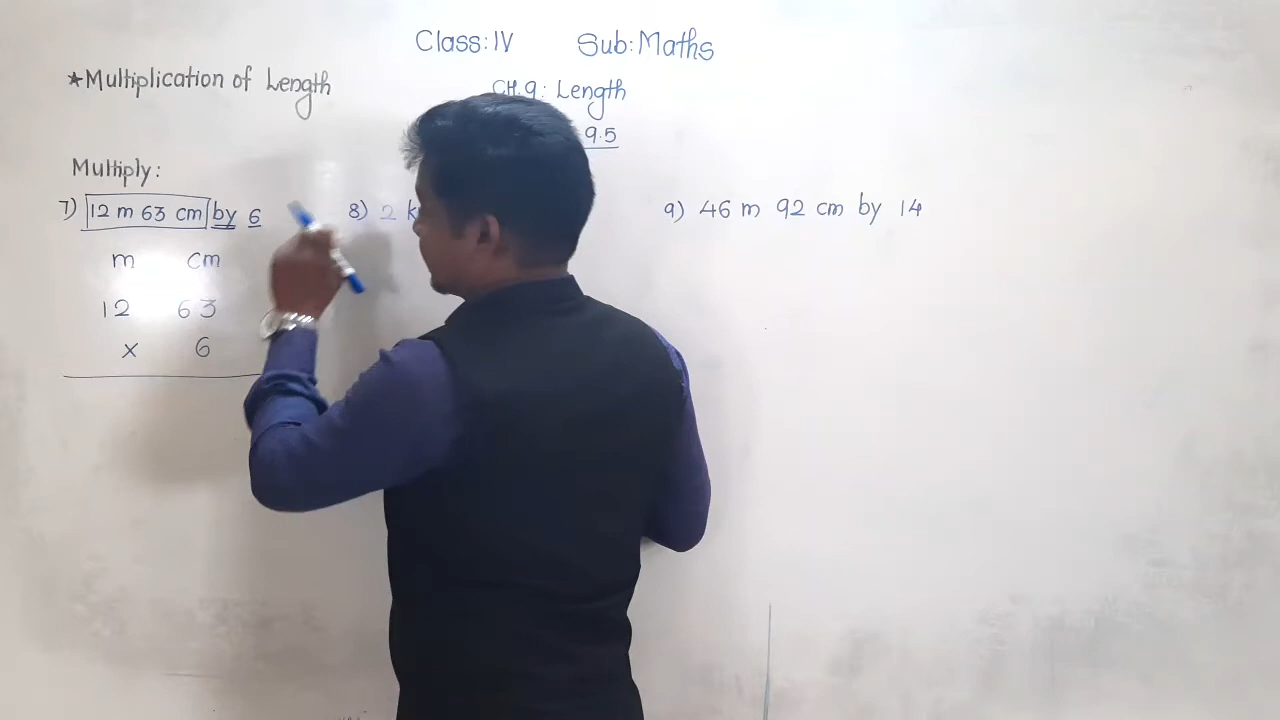 Class: IV Sub: Maths
★Multiplication of Length
CH.9: Length
9.5
Multiply:
7) 12 m 63 cm by 6
8) 2 k
9) 46 m 92 cm by 14
m cm
12 63
x 6